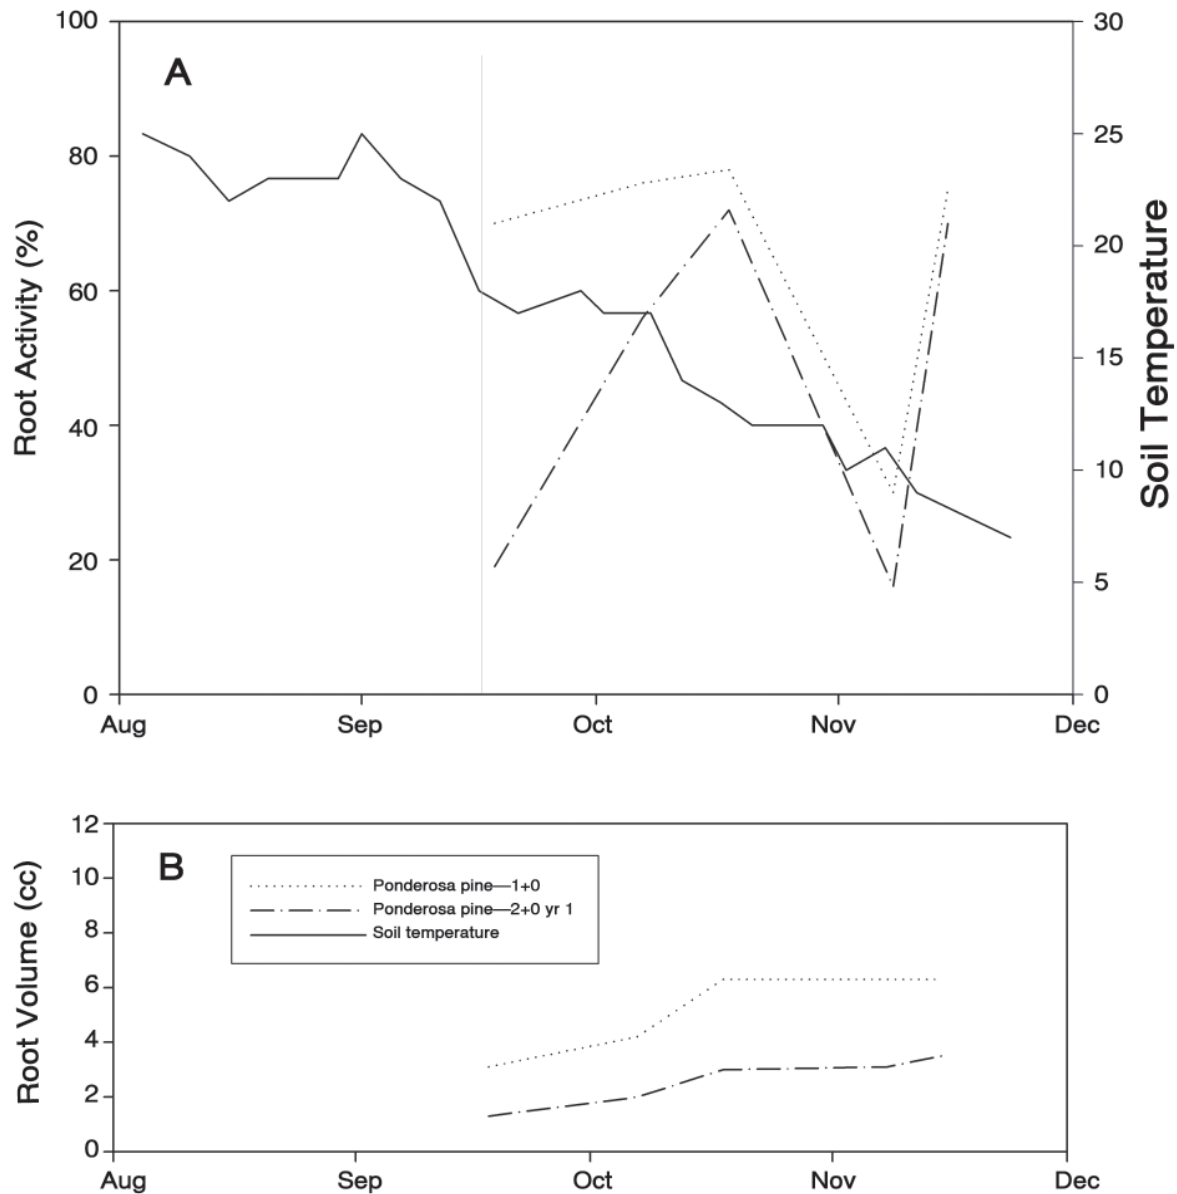 A
Root Activity (%)
100
80
60
40
20
0
Soil Temperature
30
25
20
15
10
5
0
Aug Sep Oct Nov Dec
B
Root Volume (cc)
12
10
8
6
4
2
0
Ponderosa pine—1+0
Ponderosa pine—2+0 yr 1
Soil temperature
Aug Sep Oct Nov Dec